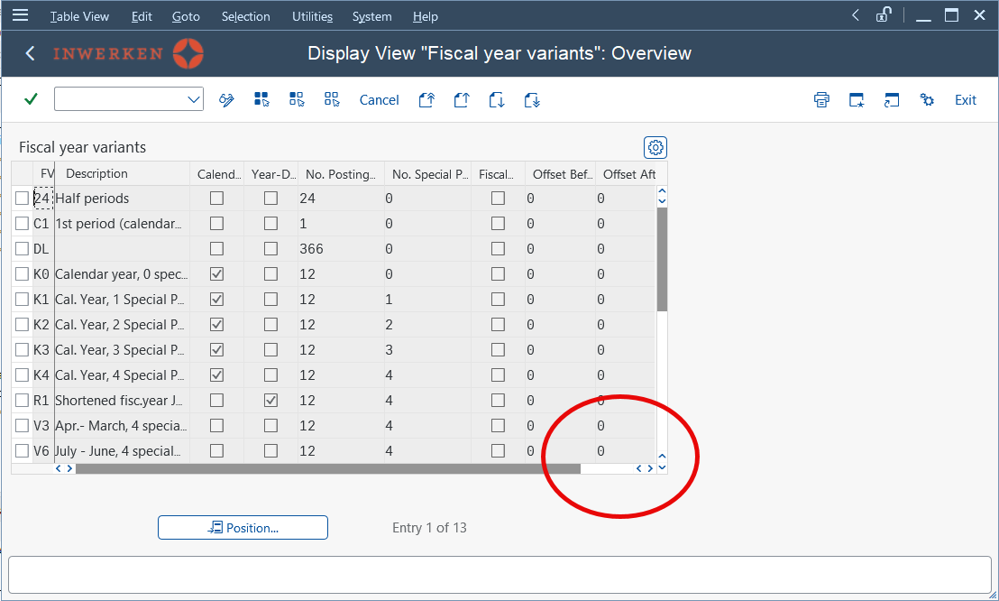 Table View Edit Goto Selection Utilities System Help
INWERKEN Display View "Fiscal year variants": Overview
Cancel Exit
Fiscal year variants
FV Description Calend... Year-D... No. Posting... No. Special P... Fiscal... Offset Bef... Offset Aft
24 Half periods 24 0 0 0
C1 1st period (calendar... 1 0 0 0
DL 366 0 0 0
K0 Calendar year, 0 spec... 12 0 0 0
K1 Cal. Year, 1 Special P... 12 1 0 0
K2 Cal. Year, 2 Special P... 12 2 0 0
K3 Cal. Year, 3 Special P... 12 3 0 0
K4 Cal. Year, 4 Special P... 12 4 0 0
R1 Shortened fisc.year J... 12 4 0 0
V3 Apr.- March, 4 specia... 12 4 0 0
V6 July - June, 4 special... 12 4 0 0
Position... Entry 1 of 13